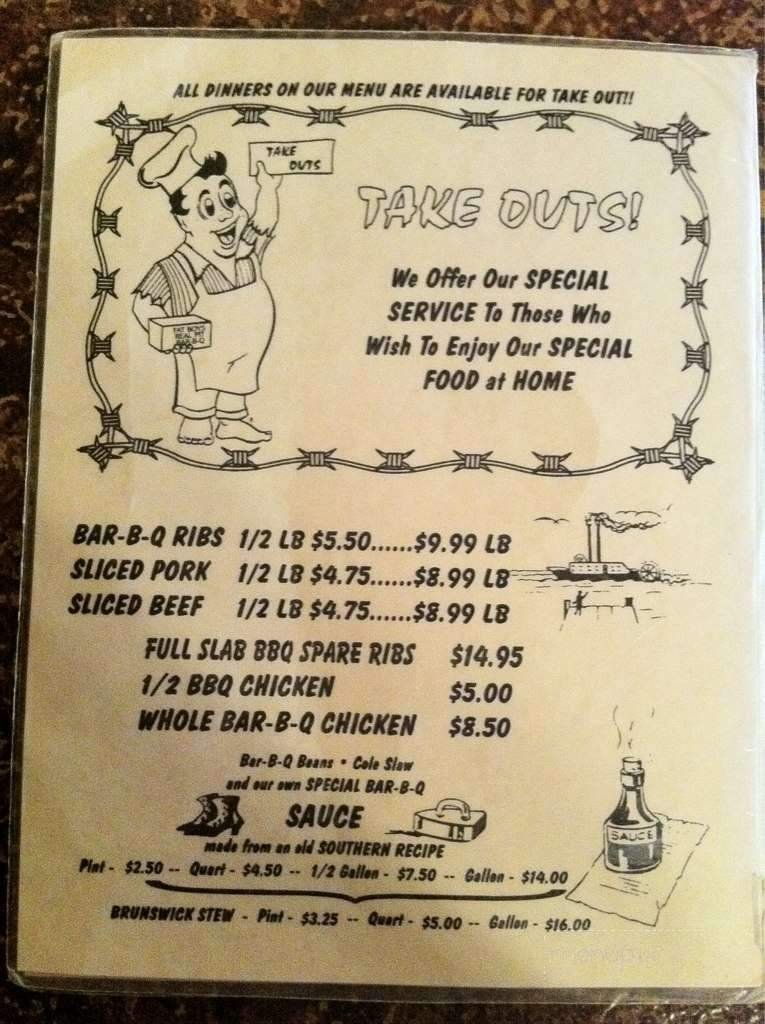 ALL DINNERS ON OUR MENU ARE AVAILABLE FOR TAKE OUT!!
TAKE
OUTS
TAKE OUTS!
We Offer Our SPECIAL
SERVICE To Those Who
Wish To Enjoy Our SPECIAL
FOOD at HOME
FAT BOYS
REAL PIT
BAR-B-Q
BAR-B-Q RIBS 1/2 LB $5.50......$9.99 LB
SLICED PORK 1/2 LB $4.75......$8.99 LB
SLICED BEEF 1/2 LB $4.75......$8.99 LB
FULL SLAB BBQ SPARE RIBS $14.95
1/2 BBQ CHICKEN $5.00
WHOLE BAR-B-Q CHICKEN $8.50
Bar-B-Q Beans • Cole Slaw
and our own SPECIAL BAR-B-Q
SAUCE
made from an old SOUTHERN RECIPE
SAUCE
Pint - $2.50 -- Quart - $4.50 -- 1/2 Gallon - $7.50 -- Gallon - $14.00
BRUNSWICK STEW - Pint - $3.25 -- Quart - $5.00 -- Gallon - $16.00
menupix